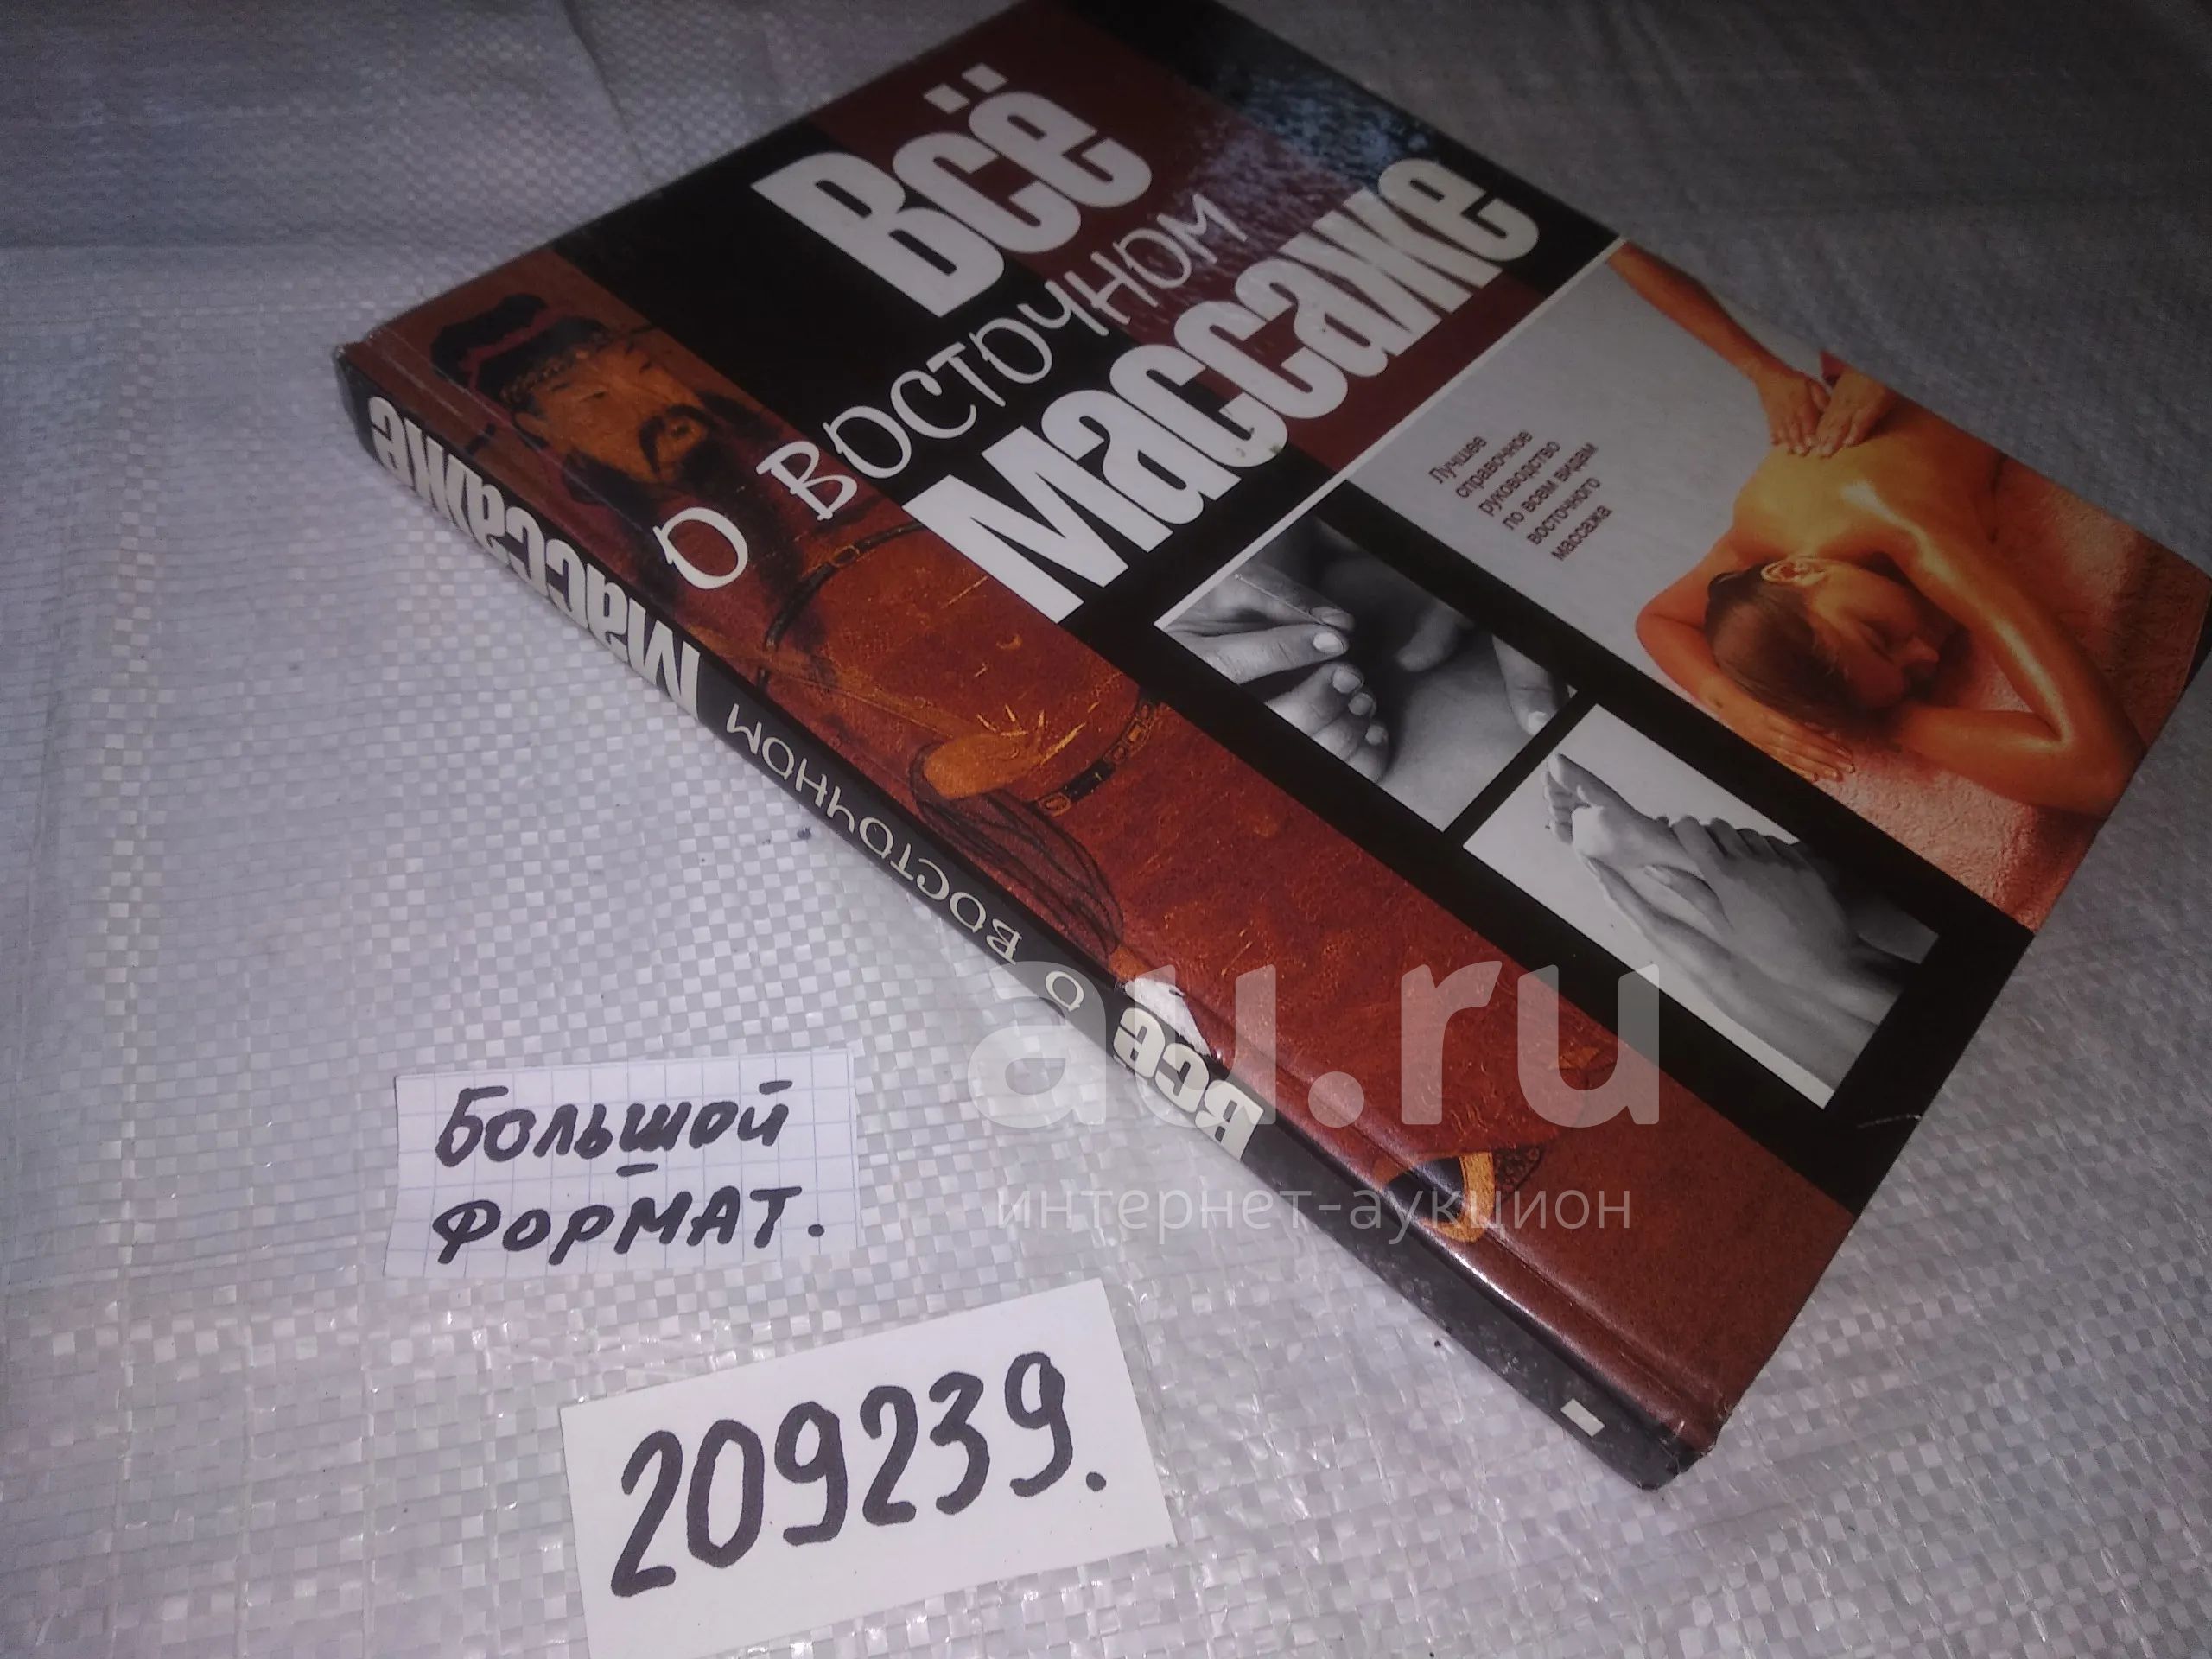 Всё
о восточном
Массаже
Лучшее
справочное
руководство
по всем видам
восточного
массажа
Все о восточном Массаже
au.ru
интернет-аукцион
Большой
ФОРМАТ.
209239.